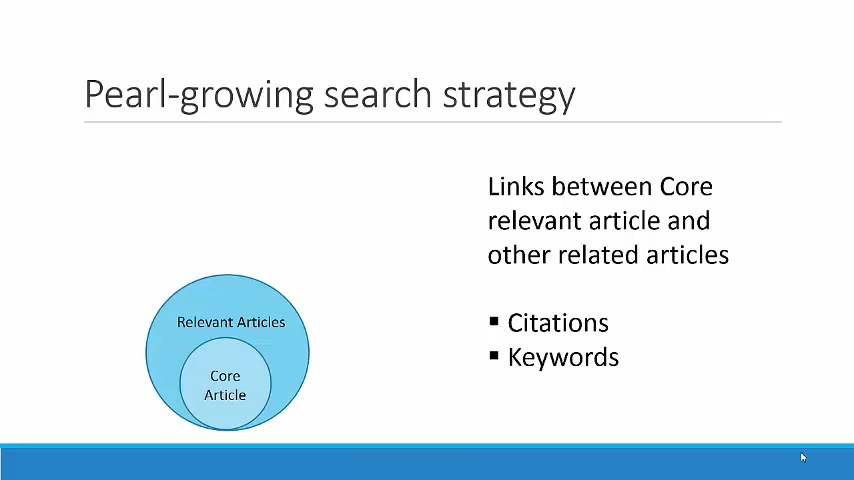 Pearl-growing search strategy
Links between Core
relevant article and
other related articles
▪ Citations
▪ Keywords
Relevant Articles
Core
Article